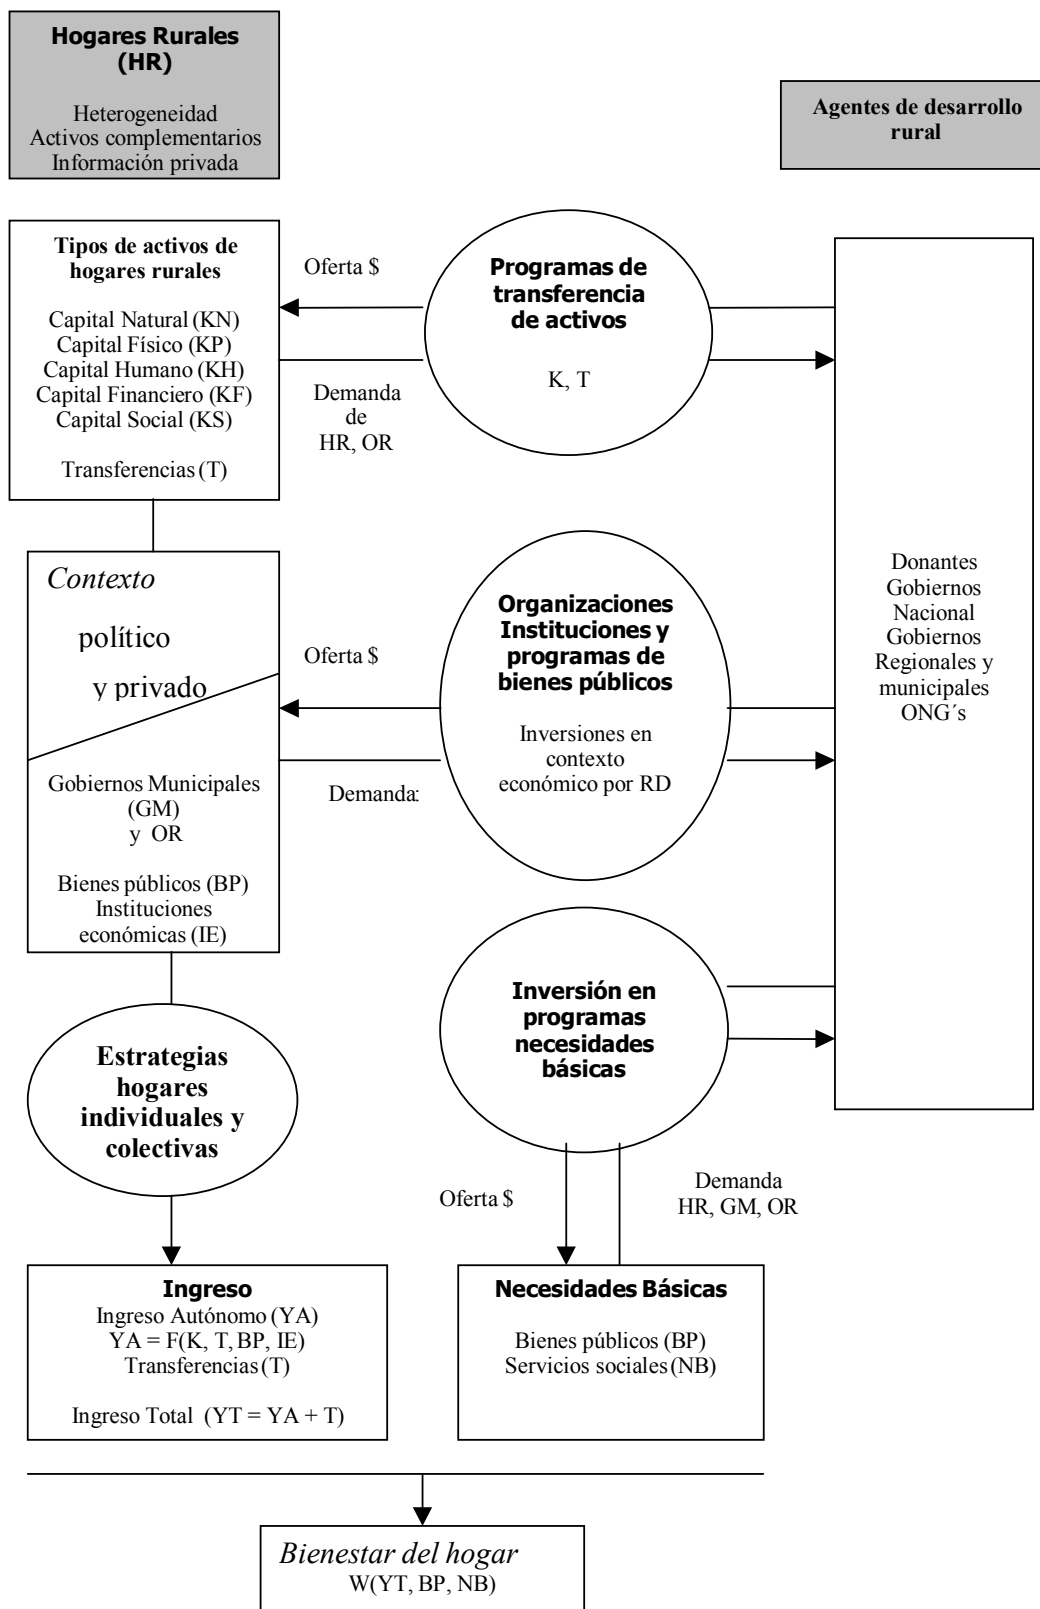 Hogares Rurales
(HR)
Heterogeneidad
Activos complementarios
Información privada
Agentes de desarrollo
rural
Tipos de activos de
hogares rurales
Capital Natural (KN)
Capital Físico (KP)
Capital Humano (KH)
Capital Financiero (KF)
Capital Social (KS)
Transferencias (T)
Oferta $
Demanda
de
HR, OR
Programas de
transferencia
de activos
K, T
Contexto
político
y privado
Gobiernos Municipales
(GM)
y OR
Bienes públicos (BP)
Instituciones
económicas (IE)
Oferta $
Demanda:
Organizaciones
Instituciones y
programas de
bienes públicos
Inversiones en
contexto
económico por RD
Donantes
Gobiernos
Nacional
Gobiernos
Regionales y
municipales
ONG´s
Inversión en
programas
necesidades
básicas
Estrategias
hogares
individuales y
colectivas
Oferta $
Demanda
HR, GM, OR
Ingreso
Ingreso Autónomo (YA)
YA = F(K, T, BP, IE)
Transferencias (T)
Ingreso Total (YT = YA + T)
Necesidades Básicas
Bienes públicos (BP)
Servicios sociales (NB)
Bienestar del hogar
W(YT, BP, NB)